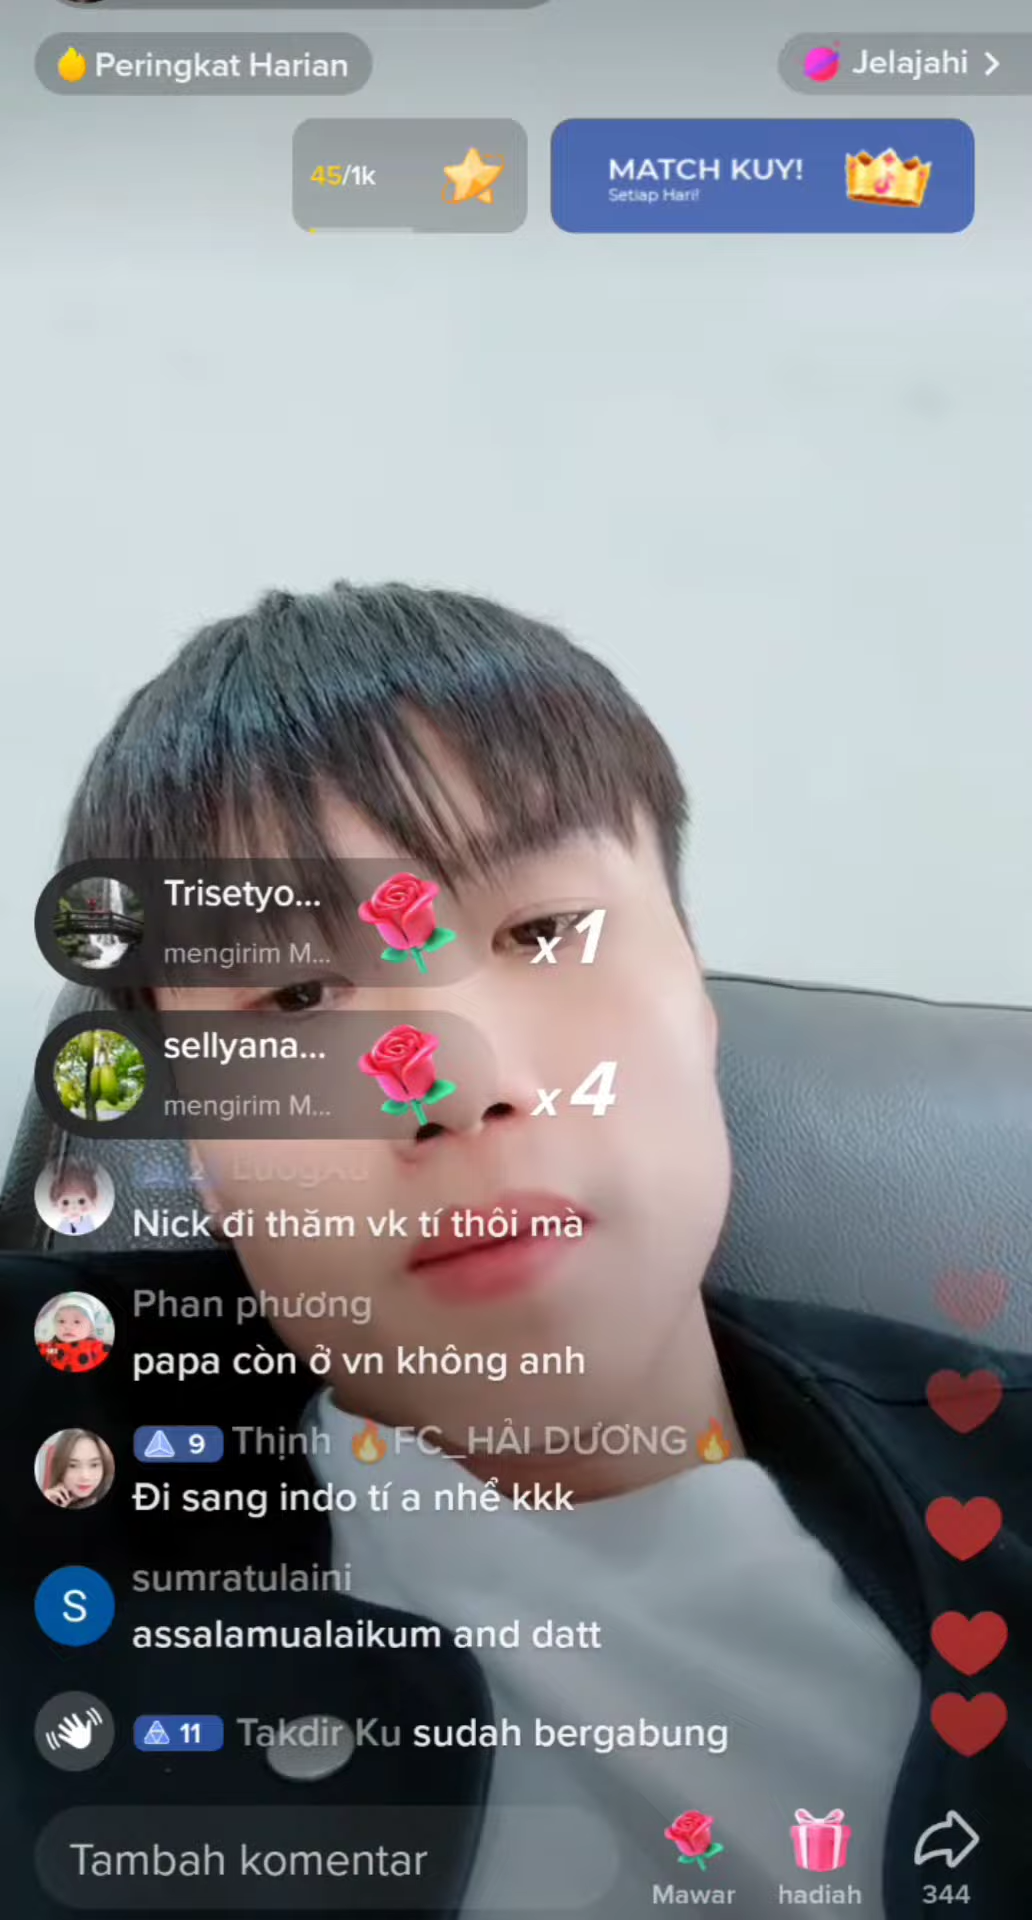 Peringkat Harian
Jelajahi
45/1k
MATCH KUY!
Setiap Hari!
Trisetyo...
mengirim M...
x1
sellyana...
mengirim M...
x4
Nick đi thăm vk tí thôi mà
Phan phương
papa còn ở vn không anh
9 Thịnh 🔥FC_HẢI DƯƠNG🔥
Đi sang indo tí a nhể kkk
S
sumratulaini
assalamualaikum and datt
11 Takdir Ku sudah bergabung
Tambah komentar
Mawar
hadiah
344